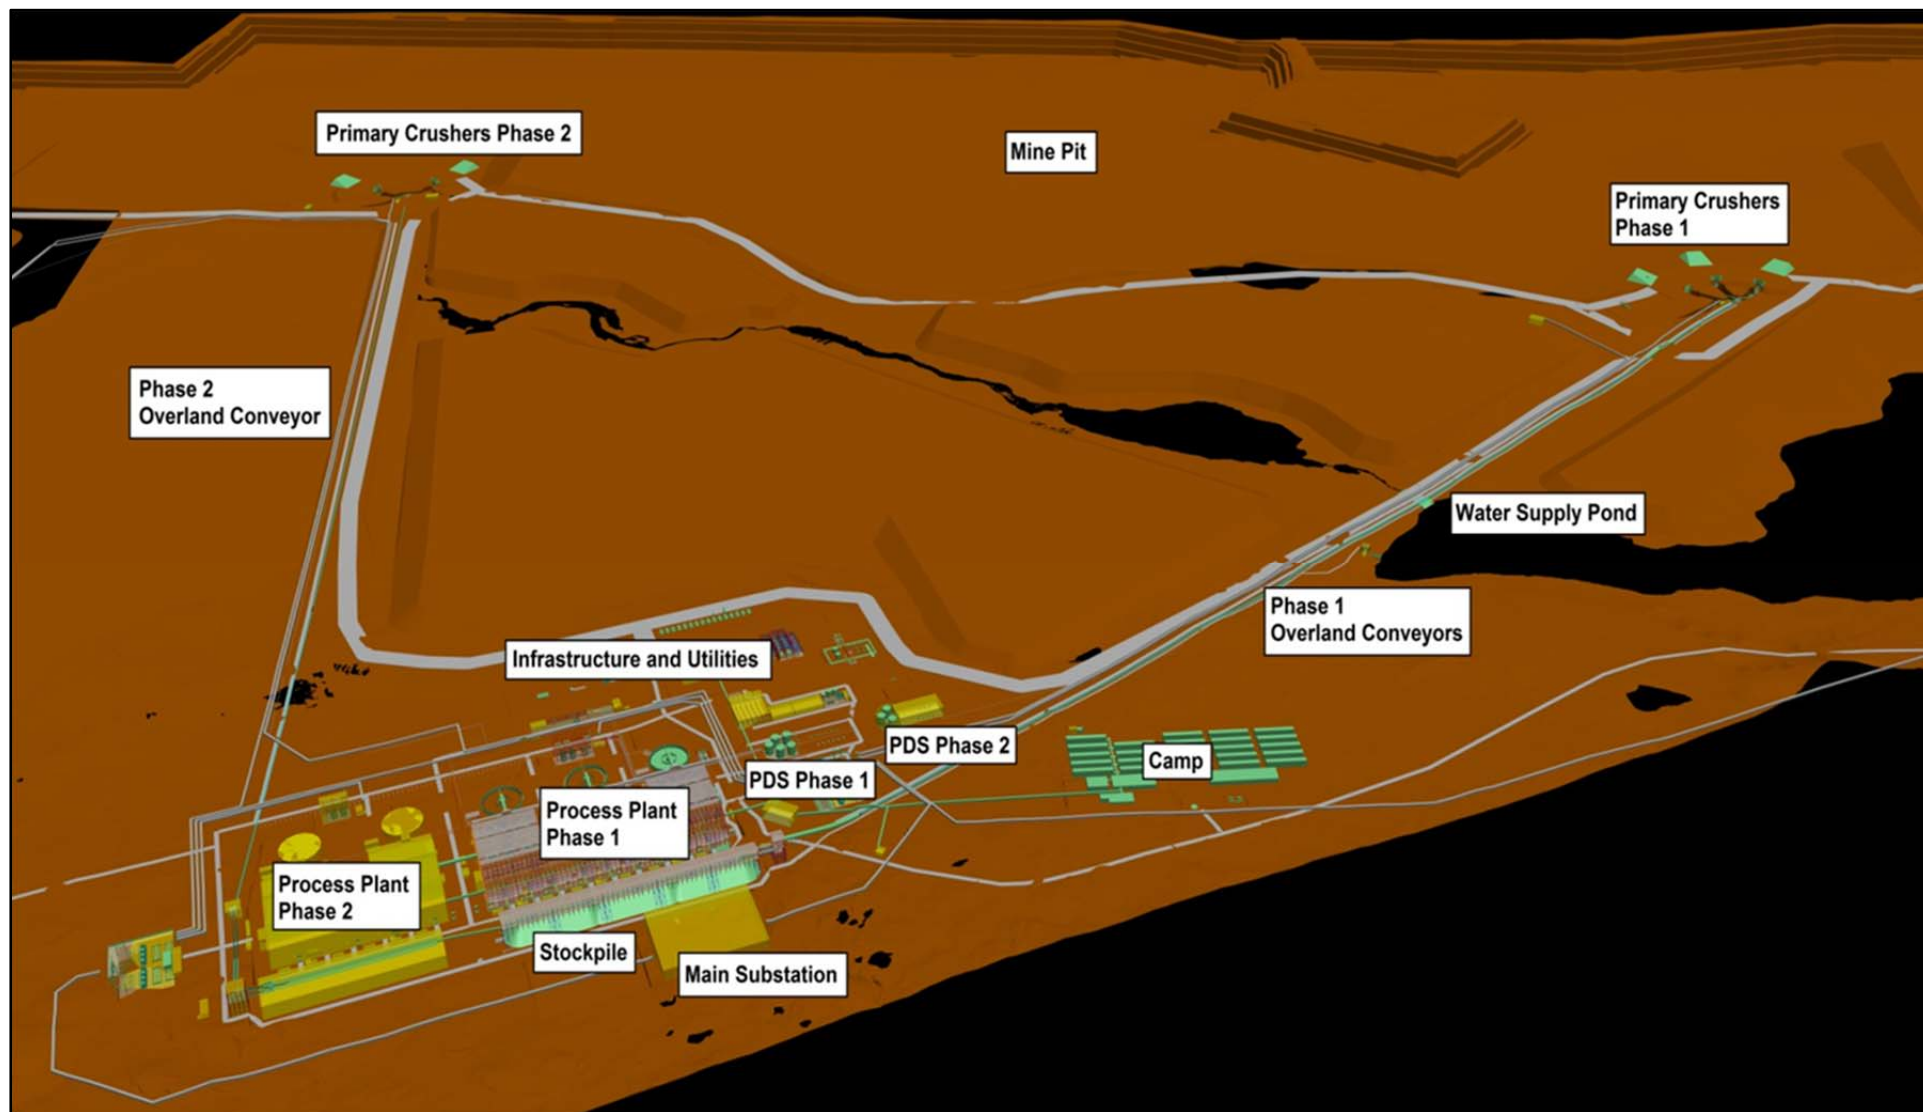 Primary Crushers Phase 2
Mine Pit
Primary Crushers
Phase 1
Phase 2
Overland Conveyor
Water Supply Pond
Phase 1
Overland Conveyors
Infrastructure and Utilities
PDS Phase 2
Camp
PDS Phase 1
Process Plant
Phase 1
Process Plant
Phase 2
Stockpile
Main Substation